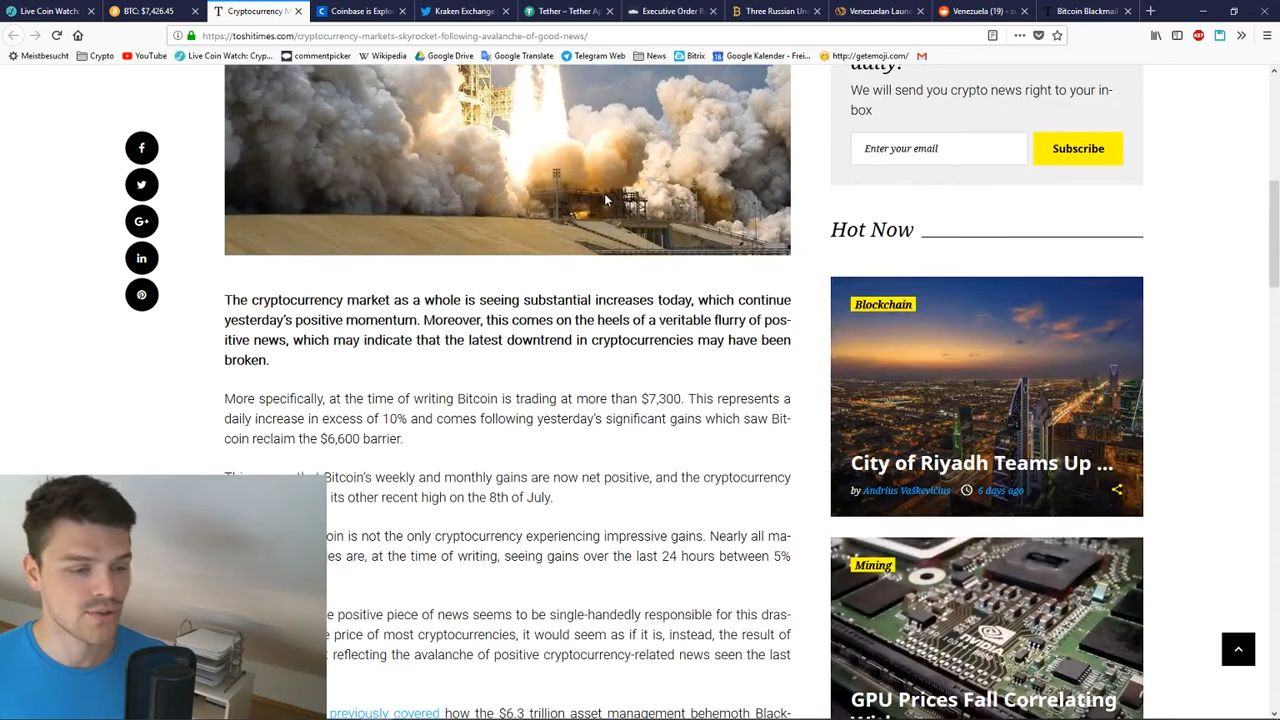 Live Coin Watch:
BTC: $7,426.45
Cryptocurrency M
Coinbase is Explo
Kraken Exchange
Tether – Tether Ap
Executive Order Re
Three Russian Un
Venezuelan Laun
Venezuela (19) - s
Bitcoin Blackmail
https://toshitimes.com/cryptocurrency-markets-skyrocket-following-avalanche-of-good-news/
Meistbesucht
Crypto
YouTube
Live Coin Watch: Cryp...
commentpicker
Wikipedia
Google Drive
Google Translate
Telegram Web
News
Bitrix
Google Kalender - Frei...
http://getemoji.com/
daily!
We will send you crypto news right to your in-
box
Enter your email
Subscribe
Hot Now
Blockchain
City of Riyadh Teams Up ...
by Andrius Vaškevičius
6 days ago
Mining
NVIDIA
GPU Prices Fall Correlating
The cryptocurrency market as a whole is seeing substantial increases today, which continue
yesterday's positive momentum. Moreover, this comes on the heels of a veritable flurry of pos-
itive news, which may indicate that the latest downtrend in cryptocurrencies may have been
broken.
More specifically, at the time of writing Bitcoin is trading at more than $7,300. This represents a
daily increase in excess of 10% and comes following yesterday's significant gains which saw Bit-
coin reclaim the $6,600 barrier.
Bitcoin's weekly and monthly gains are now net positive, and the cryptocurrency
its other recent high on the 8th of July.
oin is not the only cryptocurrency experiencing impressive gains. Nearly all ma-
es are, at the time of writing, seeing gains over the last 24 hours between 5%
e positive piece of news seems to be single-handedly responsible for this dras-
price of most cryptocurrencies, it would seem as if it is, instead, the result of
reflecting the avalanche of positive cryptocurrency-related news seen the last
previously covered how the $6.3 trillion asset management behemoth Black-